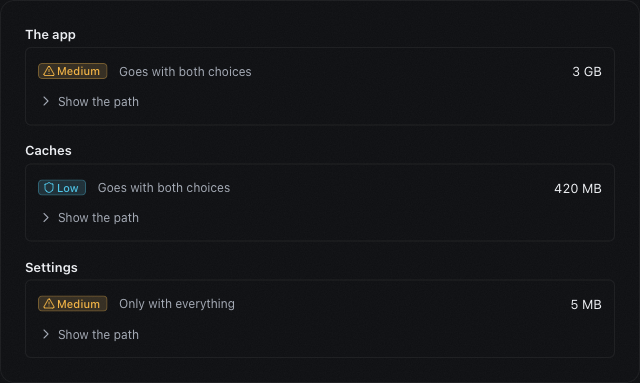 The app
Medium Goes with both choices 3 GB
Show the path
Caches
Low Goes with both choices 420 MB
Show the path
Settings
Medium Only with everything 5 MB
Show the path